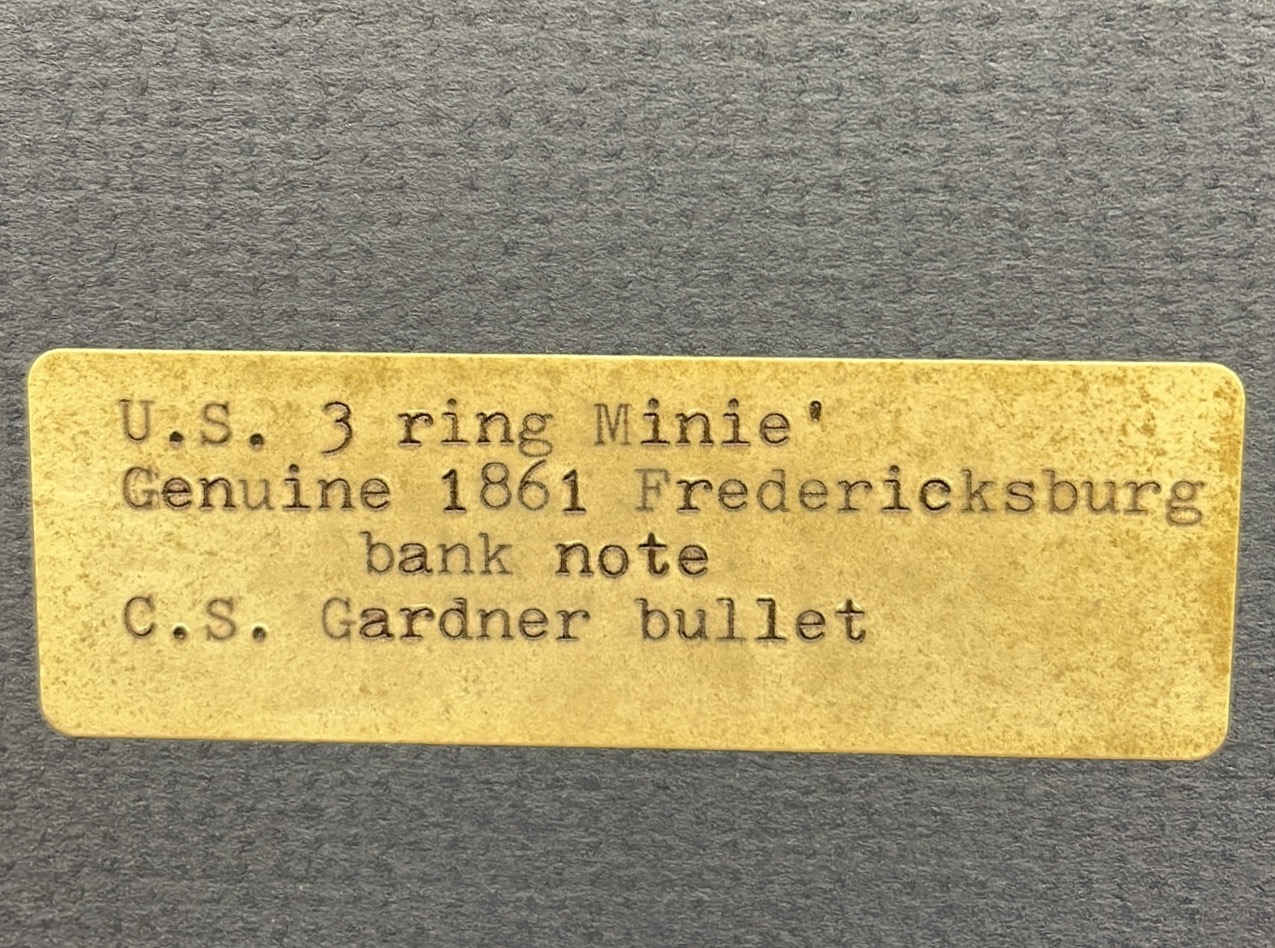 U.S. 3 ring Minie'
Genuine 1861 Fredericksburg
bank note
C.S. Gardner bullet